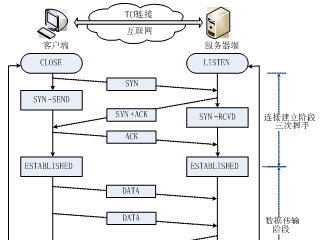 TCP连接
互联网
客户端
服务器端
CLOSE
LISTEN
SYN
SYN-SEND
SYN+ACK
SYN-RCVD
连接建立阶段
三次握手
ACK
ESTABLISHED
ESTABLISHED
DATA
DATA
数据传输
阶段